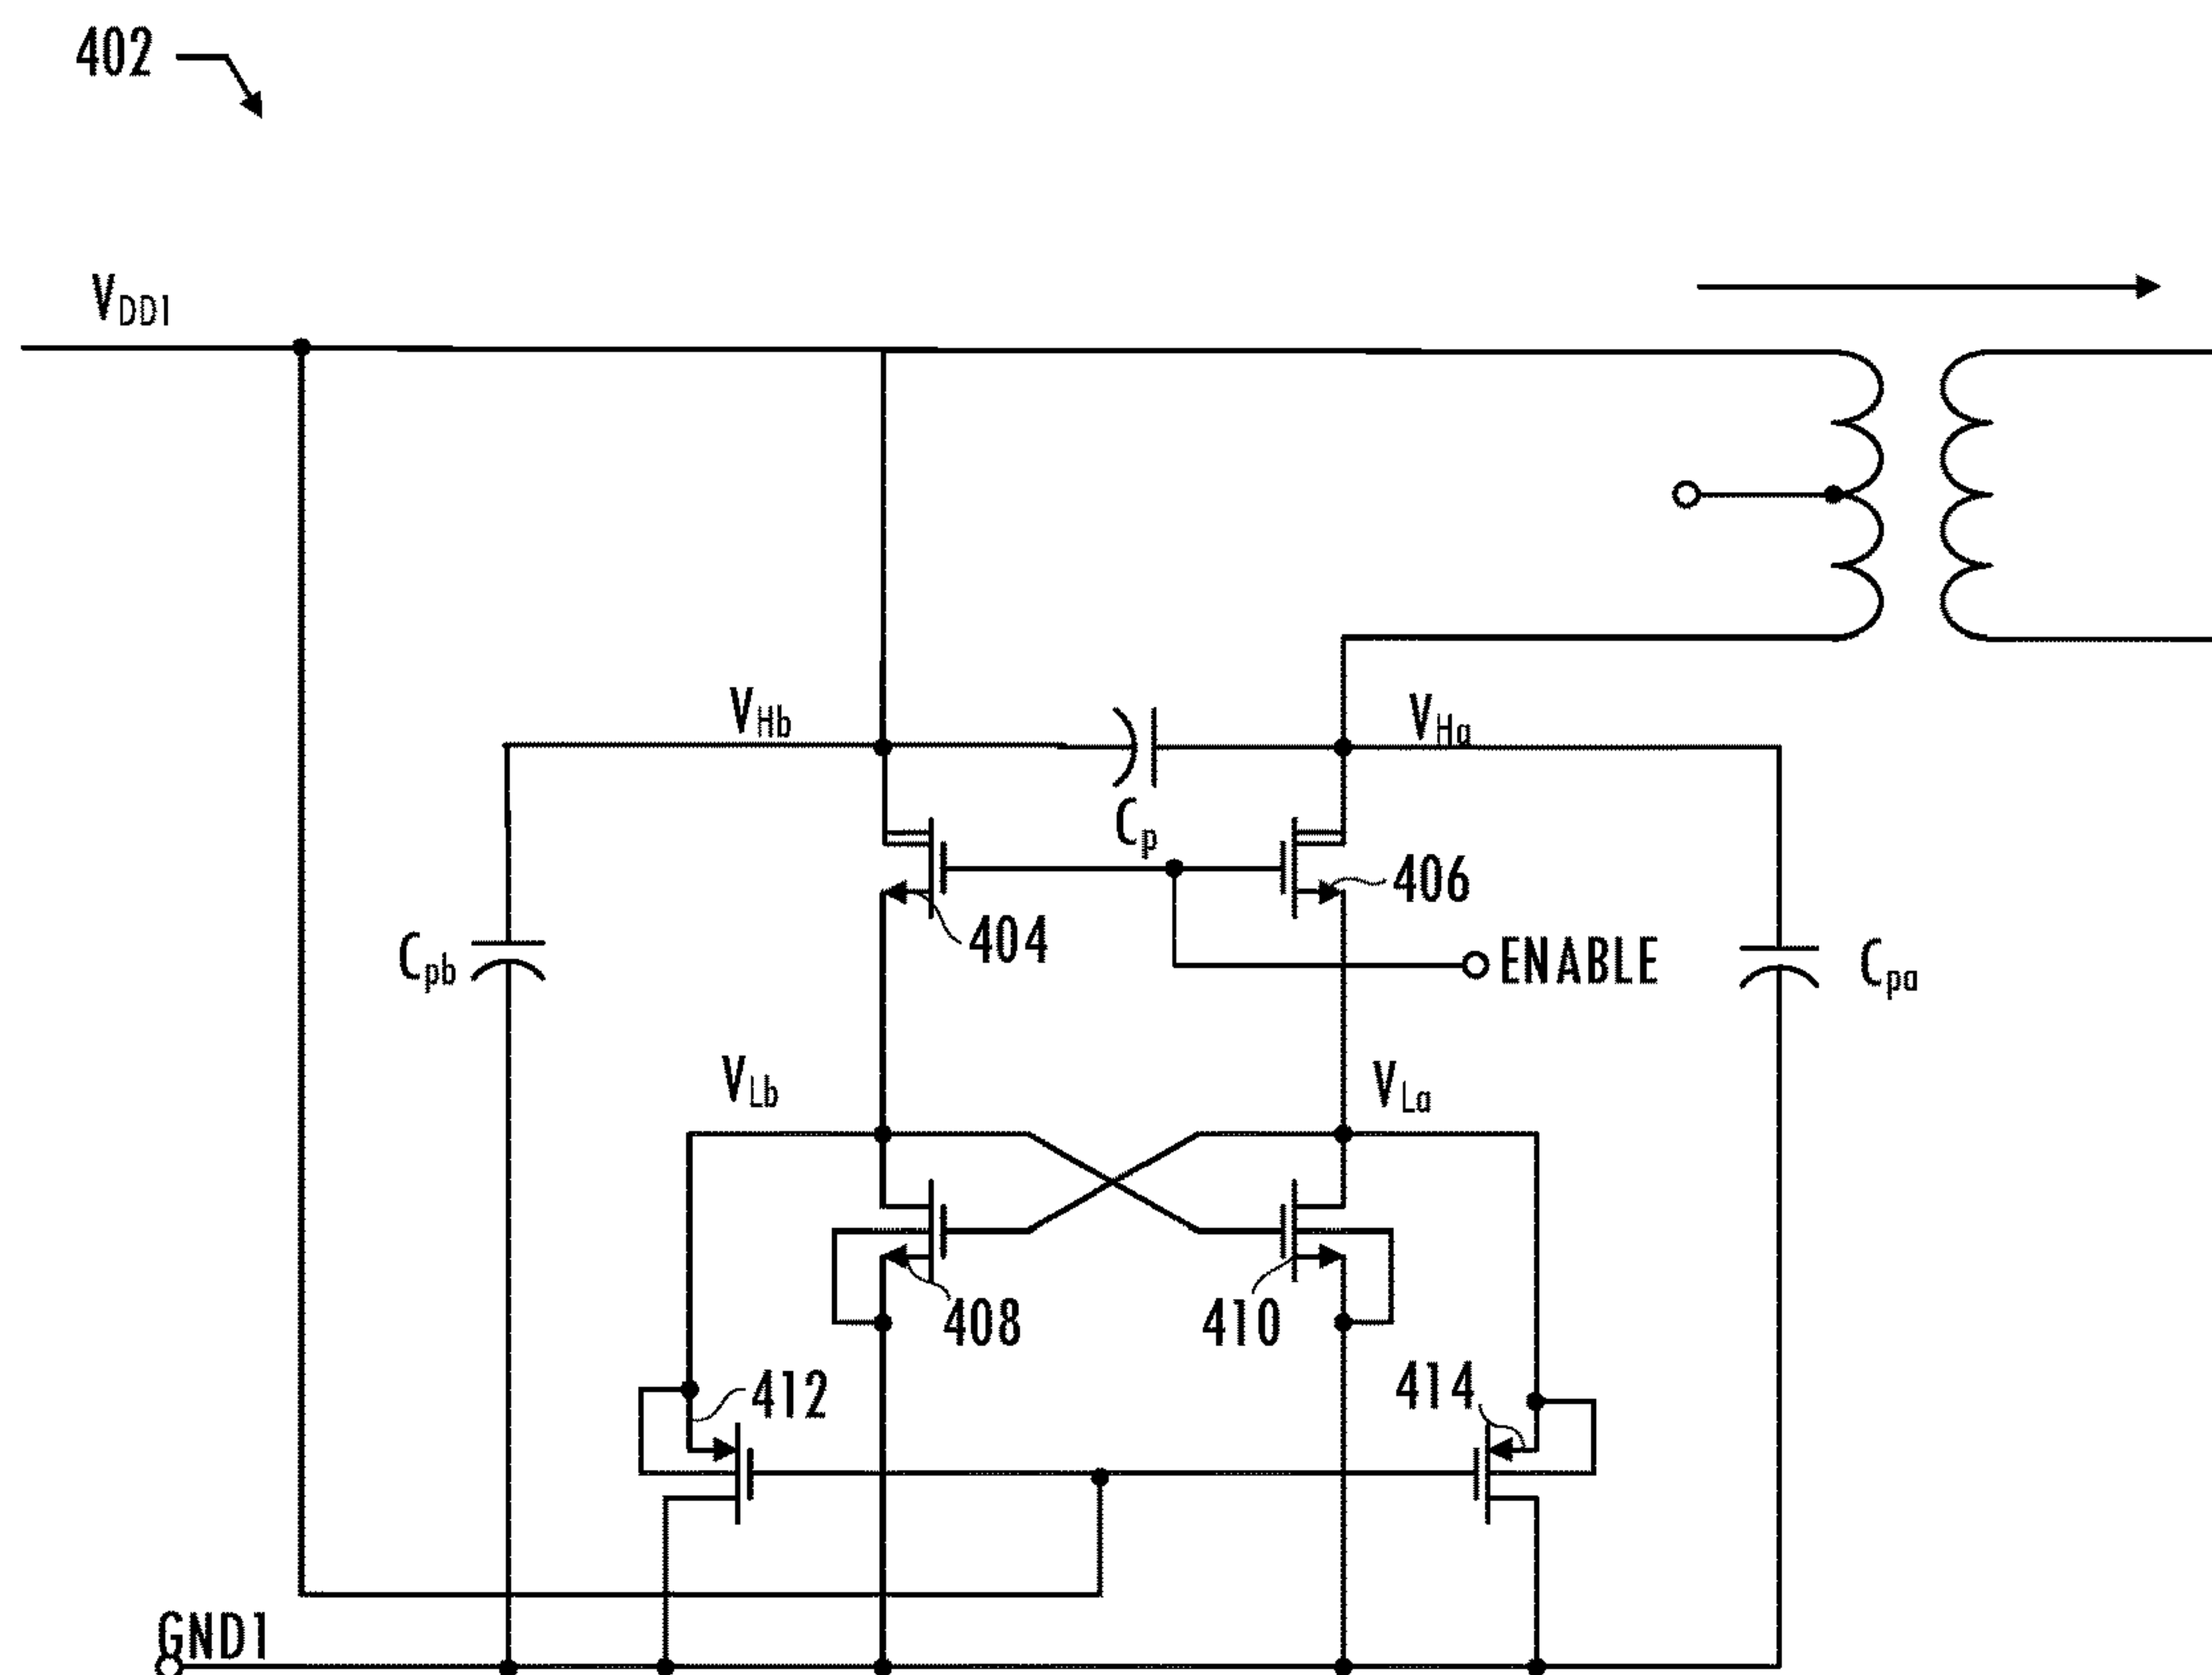 402
VDD1
VHb
VHa
Cp
406
404
ENABLE
Cpb
Cpa
VLb
VLa
408
410
412
414
GND1